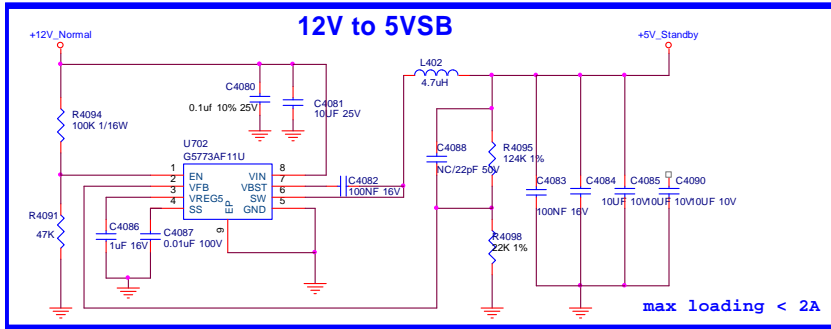 12V to 5VSB
+12V_Normal
+5V_Standby
L402
4.7uH
C4080
0.1uf 10% 25V
C4081
10UF 25V
R4094
100K 1/16W
U702
G5773AF11U
1 EN
2 VFB
3 VREG5
4 SS
EP
9
VIN 8
VBST 7
SW 6
GND 5
C4082
100NF 16V
C4088
NC/22pF 50V
R4095
124K 1%
C4083
100NF 16V
C4084
10UF 10V
C4085
10UF 10V
C4090
10UF 10V
R4091
47K
C4086
1uF 16V
C4087
0.01uF 100V
R4098
22K 1%
max loading < 2A